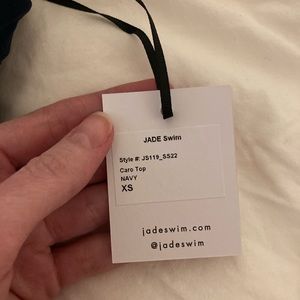 JADE Swim
Style #: JS119_SS22
Caro Top
NAVY
XS
jadeswim.com
@jadeswim